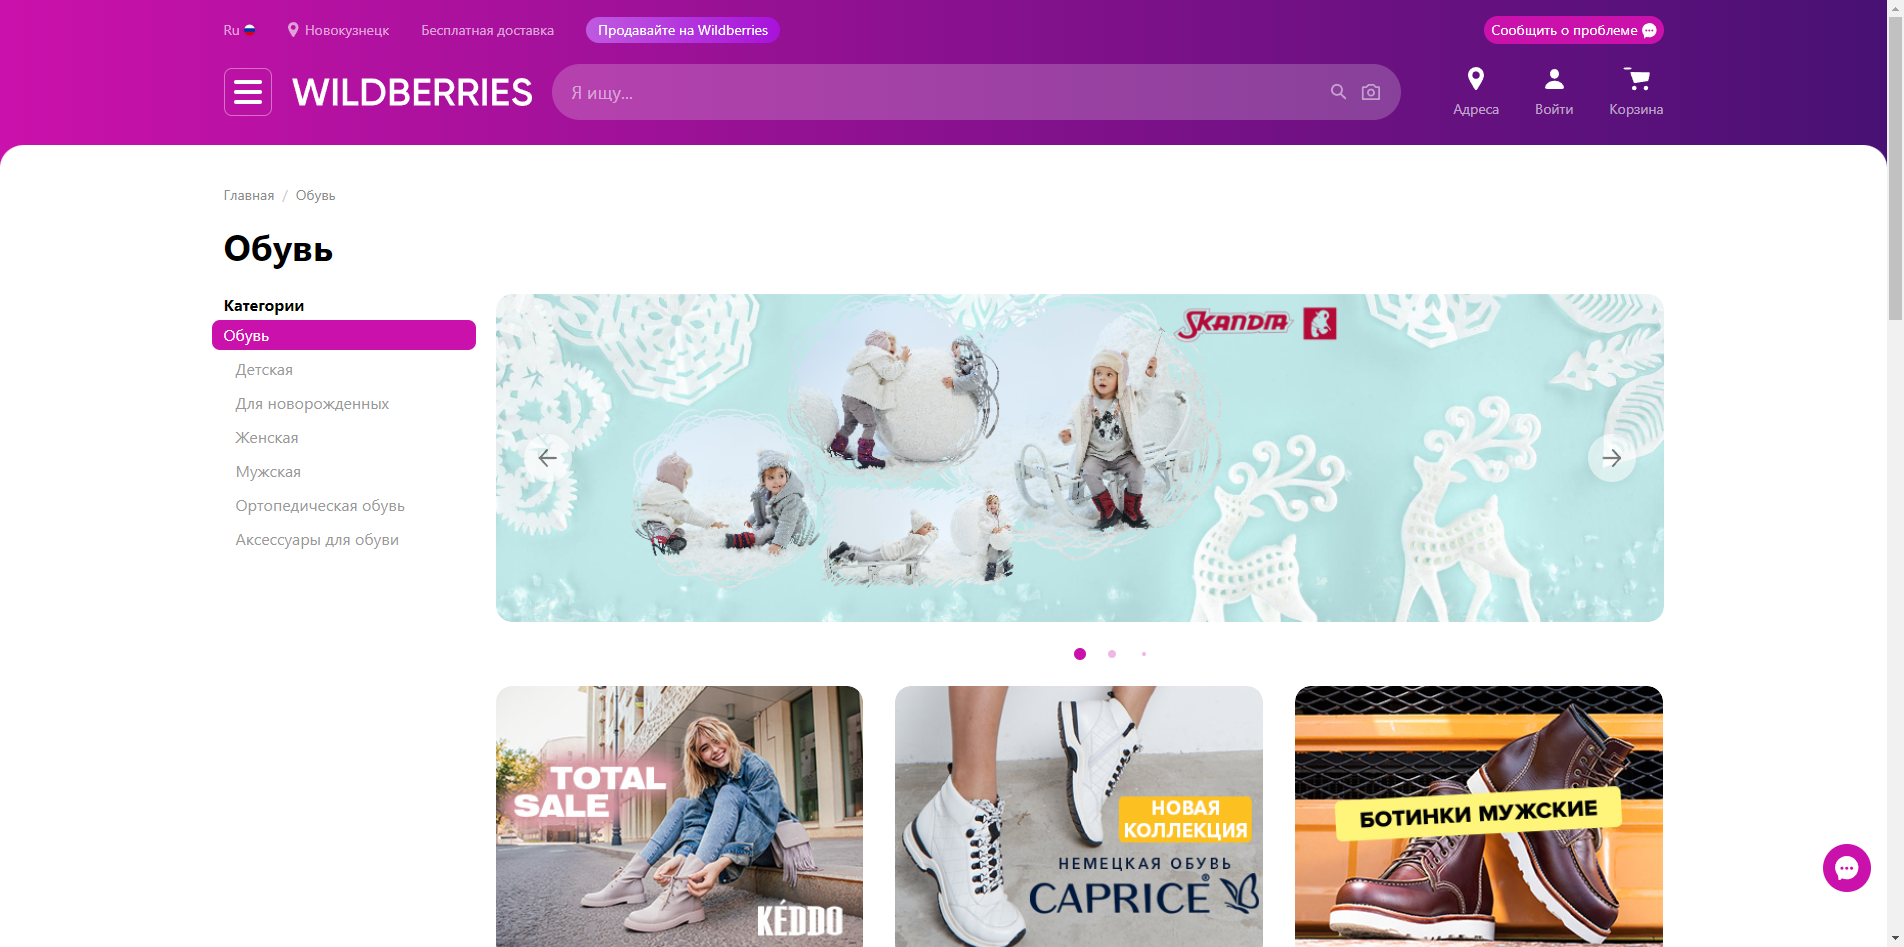 Ru
Новокузнецк
Бесплатная доставка
Продавайте на Wildberries
Сообщить о проблеме
WILDBERRIES
Я ищу...
Адреса
Войти
Корзина
Главная / Обувь
Обувь
Категории
Обувь
Детская
Для новорожденных
Женская
Мужская
Ортопедическая обувь
Аксессуары для обуви
SKANDIA
TOTAL
SALE
KÉDDO
НОВАЯ
КОЛЛЕКЦИЯ
НЕМЕЦКАЯ ОБУВЬ
CAPRICE®
БОТИНКИ МУЖСКИЕ